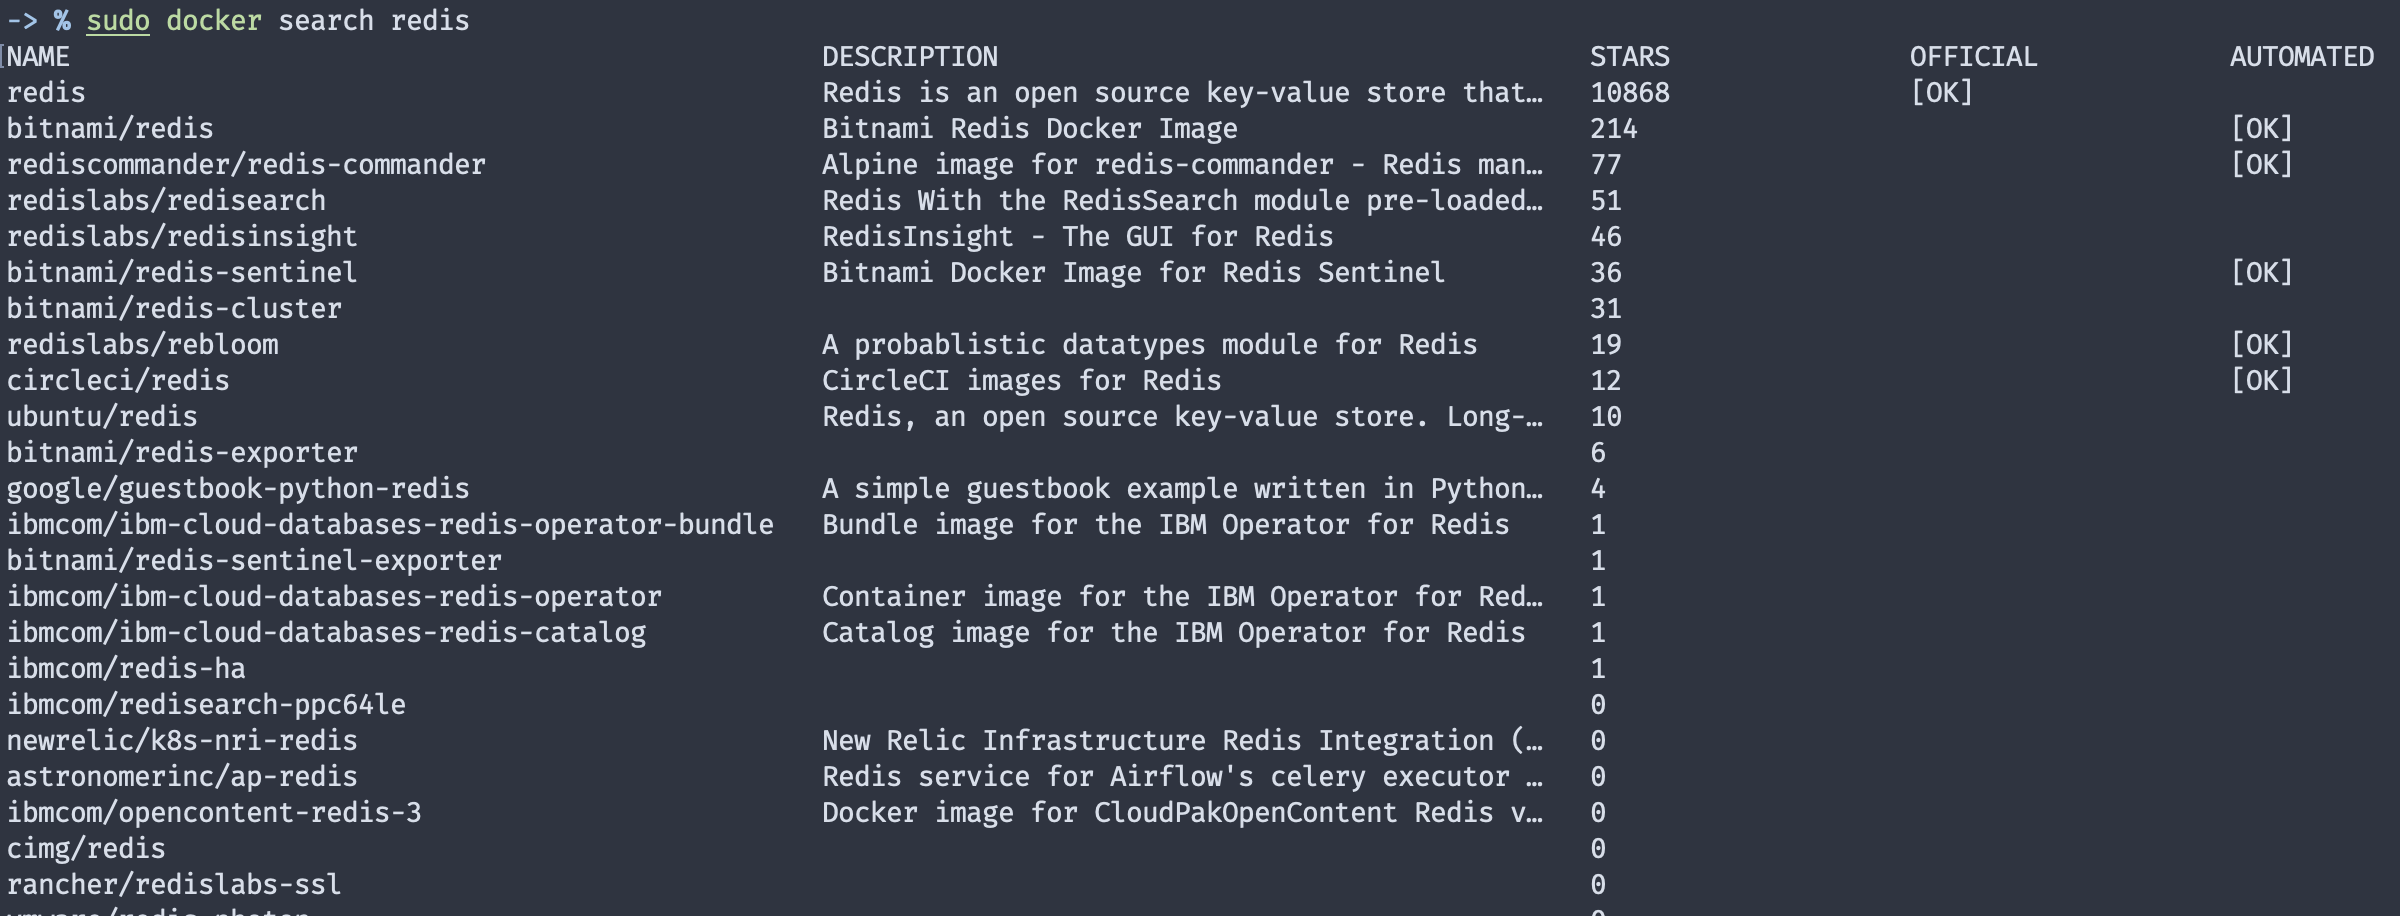 -> % sudo docker search redis
NAME DESCRIPTION STARS OFFICIAL AUTOMATED
redis Redis is an open source key-value store that… 10868 [OK]
bitnami/redis Bitnami Redis Docker Image 214 [OK]
rediscommander/redis-commander Alpine image for redis-commander - Redis man… 77 [OK]
redislabs/redisearch Redis With the RedisSearch module pre-loaded… 51
redislabs/redisinsight RedisInsight - The GUI for Redis 46
bitnami/redis-sentinel Bitnami Docker Image for Redis Sentinel 36 [OK]
bitnami/redis-cluster 31
redislabs/rebloom A probablistic datatypes module for Redis 19 [OK]
circleci/redis CircleCI images for Redis 12 [OK]
ubuntu/redis Redis, an open source key-value store. Long-… 10
bitnami/redis-exporter 6
google/guestbook-python-redis A simple guestbook example written in Python… 4
ibmcom/ibm-cloud-databases-redis-operator-bundle Bundle image for the IBM Operator for Redis 1
bitnami/redis-sentinel-exporter 1
ibmcom/ibm-cloud-databases-redis-operator Container image for the IBM Operator for Red… 1
ibmcom/ibm-cloud-databases-redis-catalog Catalog image for the IBM Operator for Redis 1
ibmcom/redis-ha 1
ibmcom/redisearch-ppc64le 0
newrelic/k8s-nri-redis New Relic Infrastructure Redis Integration (… 0
astronomerinc/ap-redis Redis service for Airflow's celery executor … 0
ibmcom/opencontent-redis-3 Docker image for CloudPakOpenContent Redis v… 0
cimg/redis 0
rancher/redislabs-ssl 0